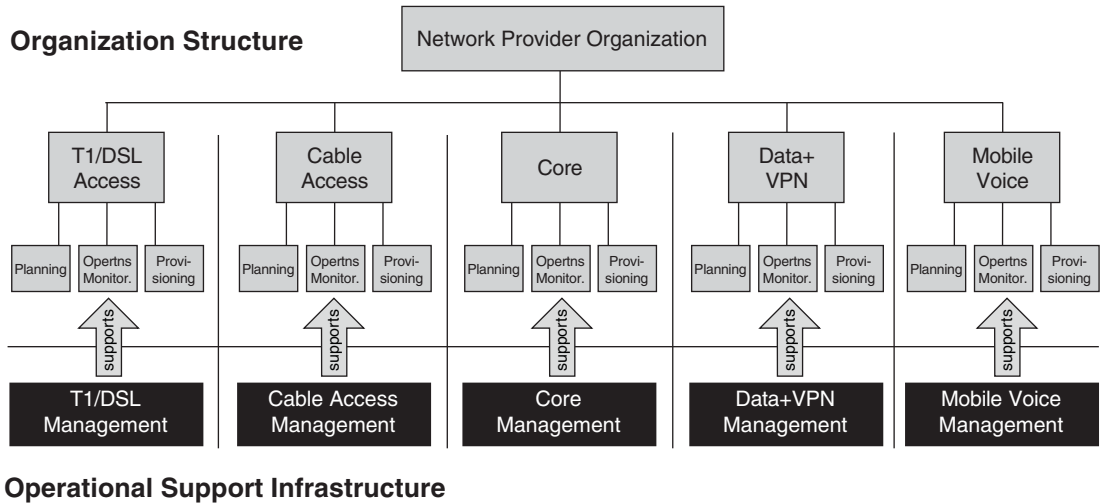 Organization Structure
Network Provider Organization
T1/DSL
Access
Cable
Access
Core
Data+
VPN
Mobile
Voice
Planning
Opertns
Monitor.
Provi-
sioning
Planning
Opertns
Monitor.
Provi-
sioning
Planning
Opertns
Monitor.
Provi-
sioning
Planning
Opertns
Monitor.
Provi-
sioning
Planning
Opertns
Monitor.
Provi-
sioning
supports
supports
supports
supports
supports
T1/DSL
Management
Cable Access
Management
Core
Management
Data+VPN
Management
Mobile Voice
Management
Operational Support Infrastructure